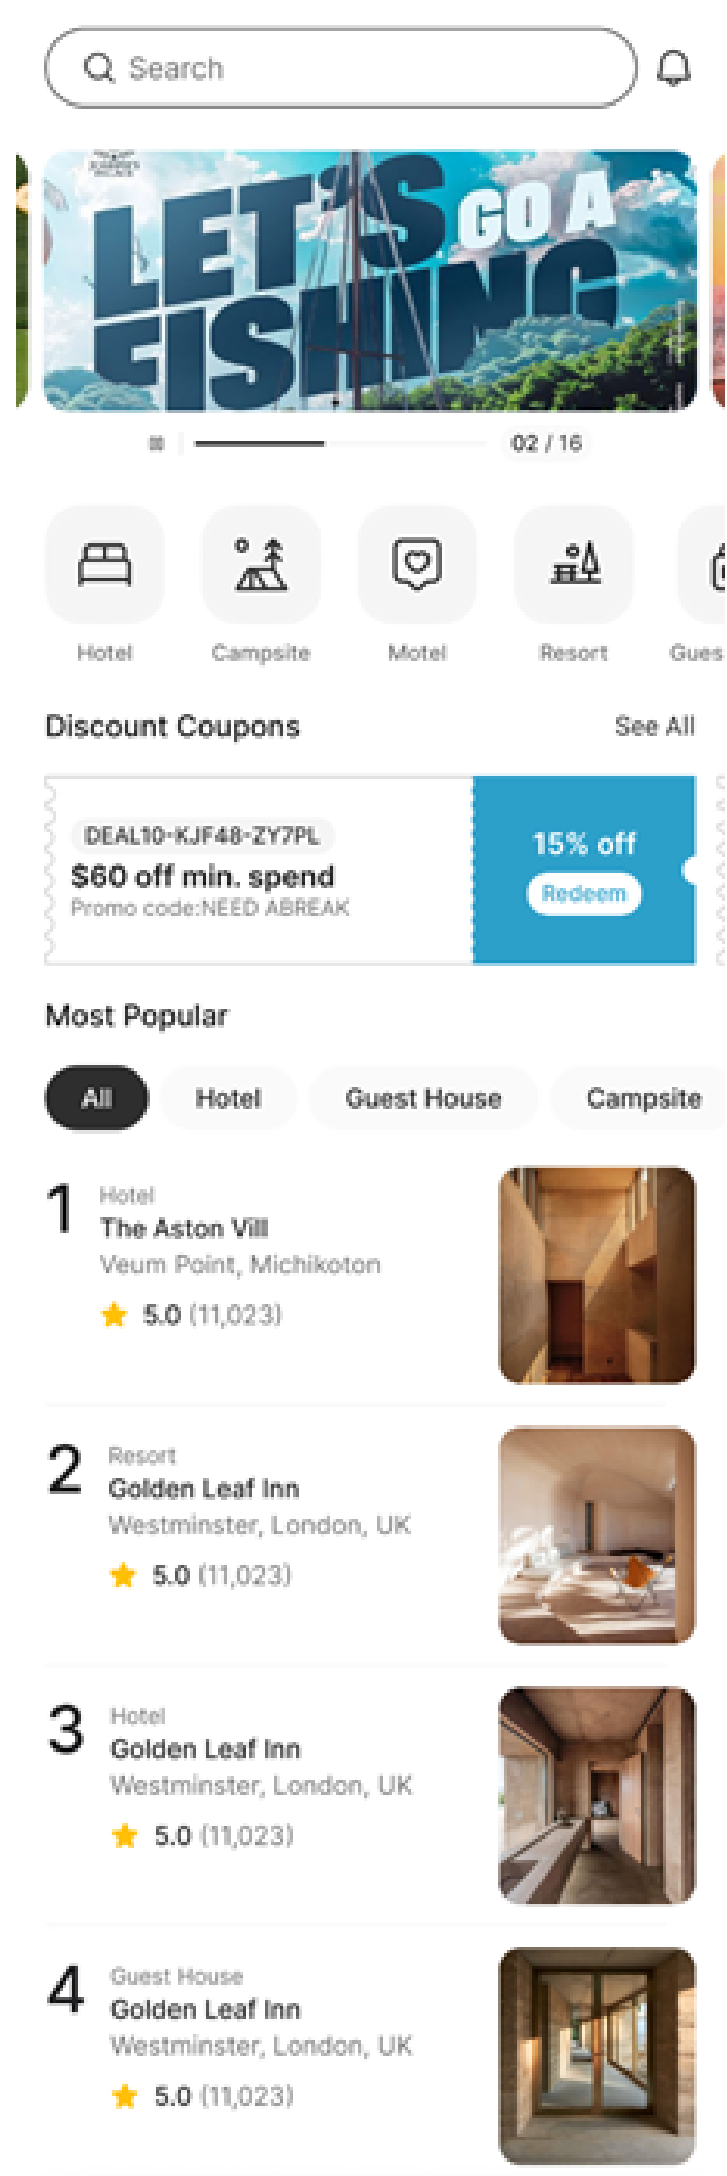 Search
LET'S GO A
FISHING
02 / 16
Hotel
Campsite
Motel
Resort
Gues
Discount Coupons
See All
DEAL10-KJF48-ZY7PL
$60 off min. spend
Promo code:NEED ABREAK
15% off
Redeem
Most Popular
All
Hotel
Guest House
Campsite
1
Hotel
The Aston Vill
Veum Point, Michikoton
5.0 (11,023)
2
Resort
Golden Leaf Inn
Westminster, London, UK
5.0 (11,023)
3
Hotel
Golden Leaf Inn
Westminster, London, UK
5.0 (11,023)
4
Guest House
Golden Leaf Inn
Westminster, London, UK
5.0 (11,023)